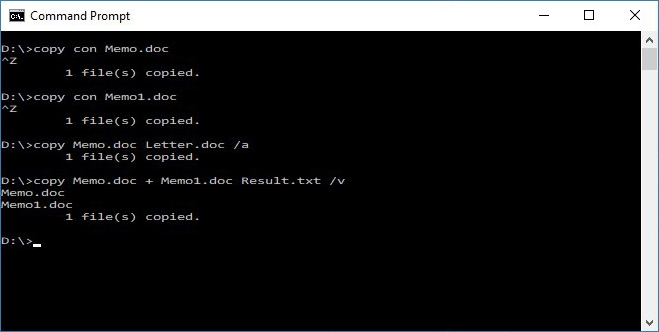 Command Prompt
D:\>copy con Memo.doc
^Z
        1 file(s) copied.
D:\>copy con Memo1.doc
^Z
        1 file(s) copied.
D:\>copy Memo.doc Letter.doc /a
        1 file(s) copied.
D:\>copy Memo.doc + Memo1.doc Result.txt /v
Memo.doc
Memo1.doc
        1 file(s) copied.
D:\>